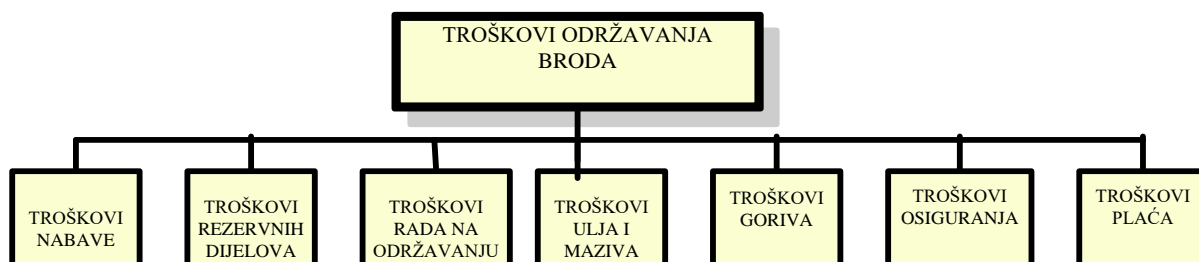 TROŠKOVI ODRŽAVANJA
BRODA
TROŠKOVI
NABAVE
TROŠKOVI
REZERVNIH
DIJELOVA
TROŠKOVI
RADA NA
ODRŽAVANJU
TROŠKOVI
ULJA I
MAZIVA
TROŠKOVI
GORIVA
TROŠKOVI
OSIGURANJA
TROŠKOVI
PLAĆA